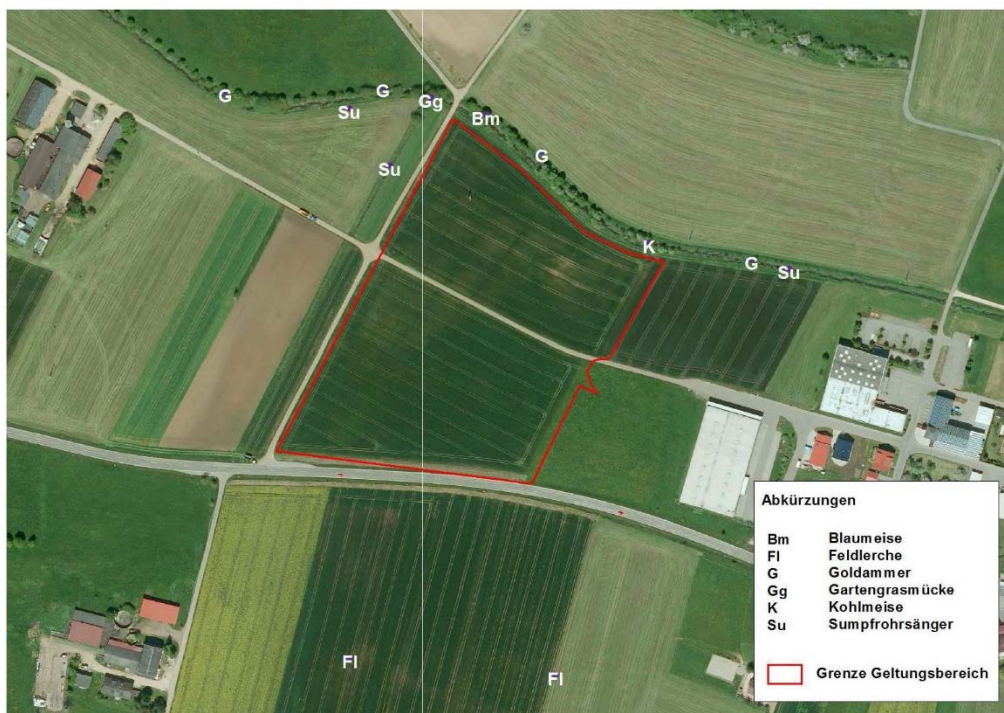 G
G
Gg
Su
Bm
G
Su
K
G
Su
Fl
Fl
Abkürzungen
Bm Blaumeise
Fl Feldlerche
G Goldammer
Gg Gartengrasmücke
K Kohlmeise
Su Sumpfrohrsänger
Grenze Geltungsbereich